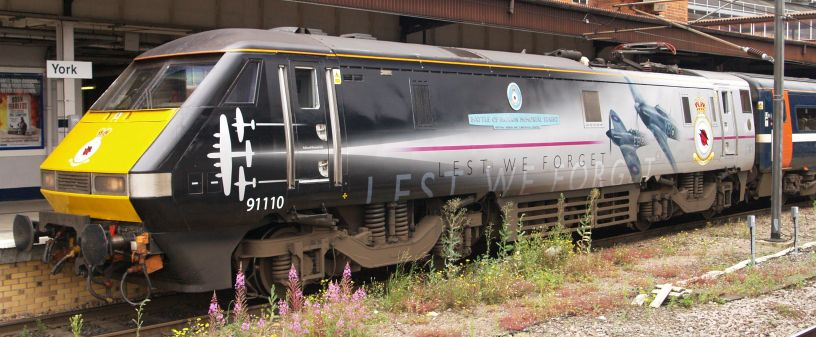 York
BATTLE OF BRITAIN MEMORIAL FLIGHT
LEST WE FORGET
LEST WE FORGET
91110